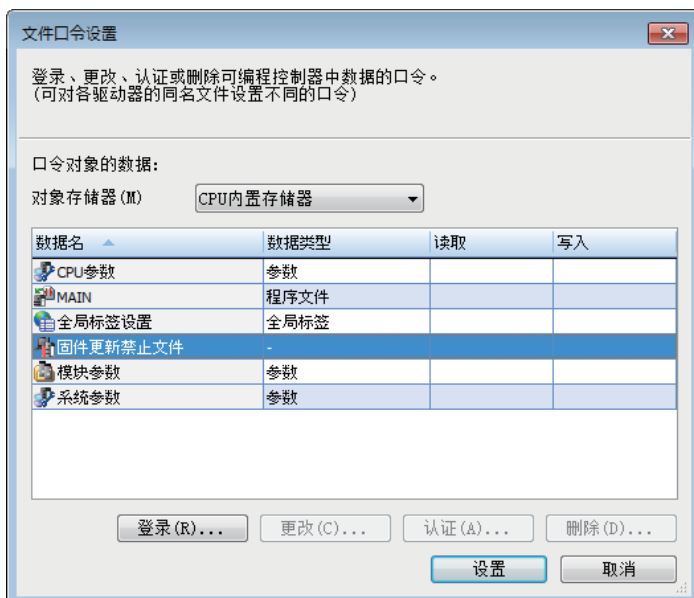 文件口令设置
登录、更改、认证或删除可编程控制器中数据的口令。
(可对各驱动器的同名文件设置不同的口令)
口令对象的数据:
对象存储器(M) CPU内置存储器
数据名 数据类型 读取 写入
CPU参数 参数
MAIN 程序文件
全局标签设置 全局标签
固件更新禁止文件 -
模块参数 参数
系统参数 参数
登录(R)... 更改(C)... 认证(A)... 删除(D)...
设置 取消